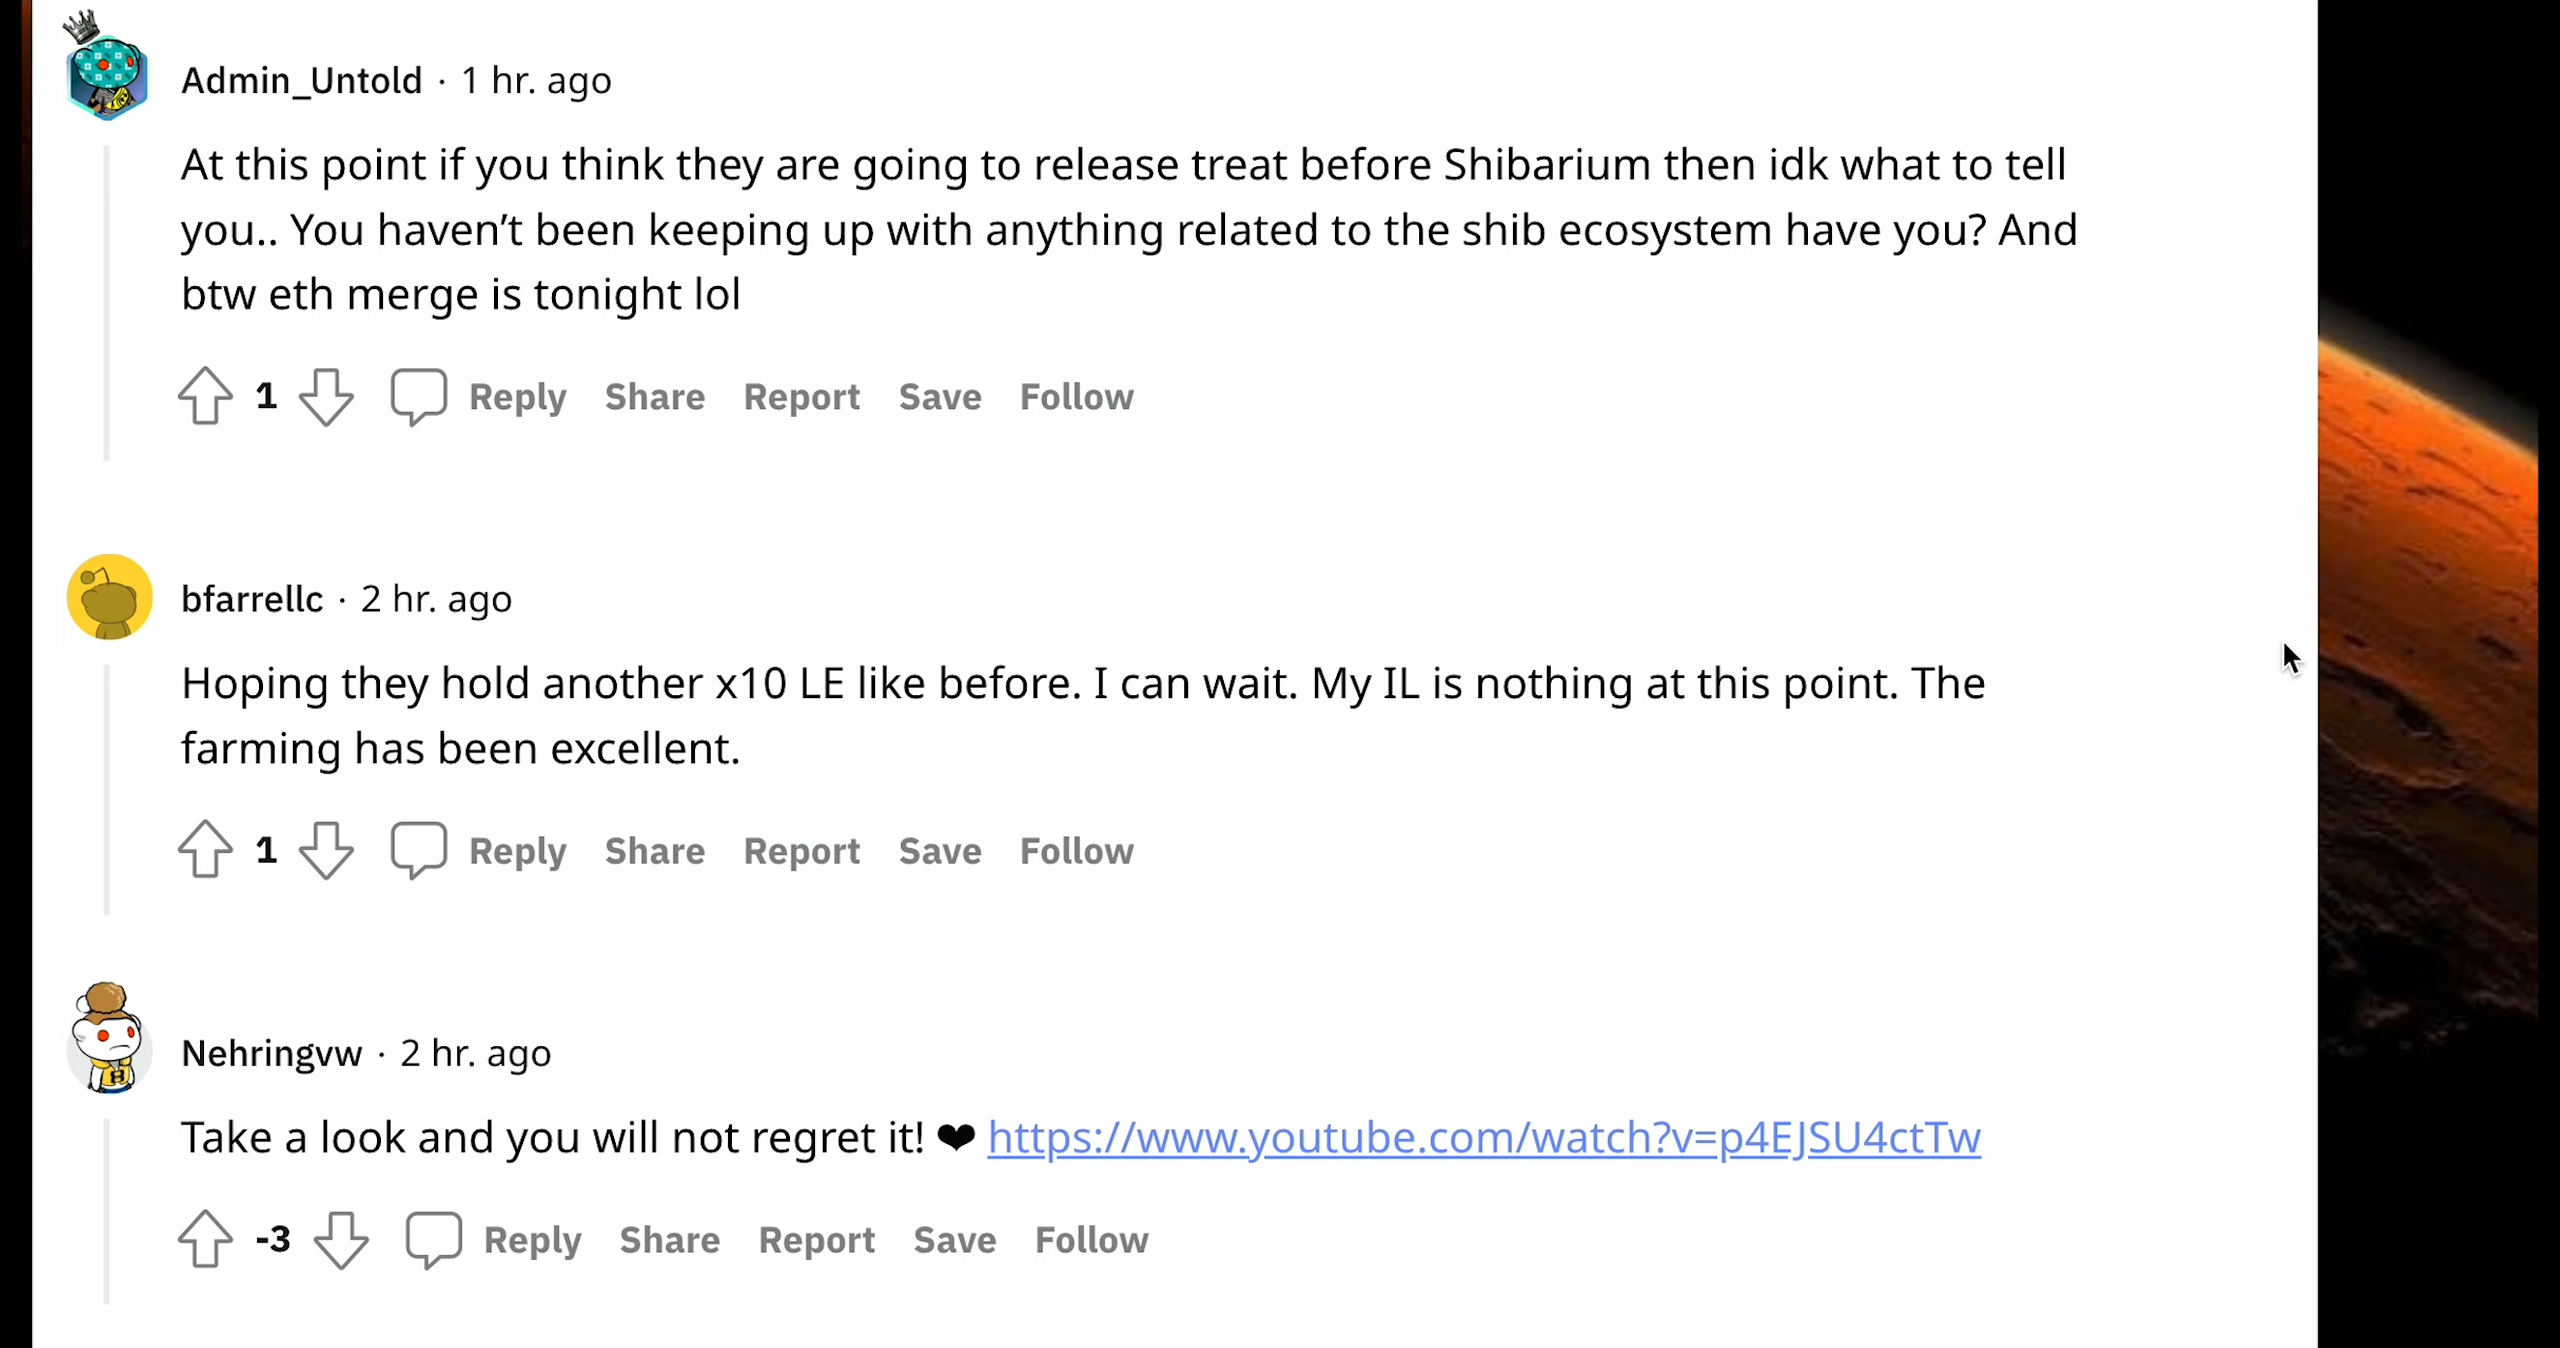 Admin_Untold · 1 hr. ago
At this point if you think they are going to release treat before Shibarium then idk what to tell
you.. You haven’t been keeping up with anything related to the shib ecosystem have you? And
btw eth merge is tonight lol
1 Reply Share Report Save Follow
bfarrellc · 2 hr. ago
Hoping they hold another x10 LE like before. I can wait. My IL is nothing at this point. The
farming has been excellent.
1 Reply Share Report Save Follow
Nehringvw · 2 hr. ago
Take a look and you will not regret it! ❤ https://www.youtube.com/watch?v=p4EJSU4ctTw
-3 Reply Share Report Save Follow